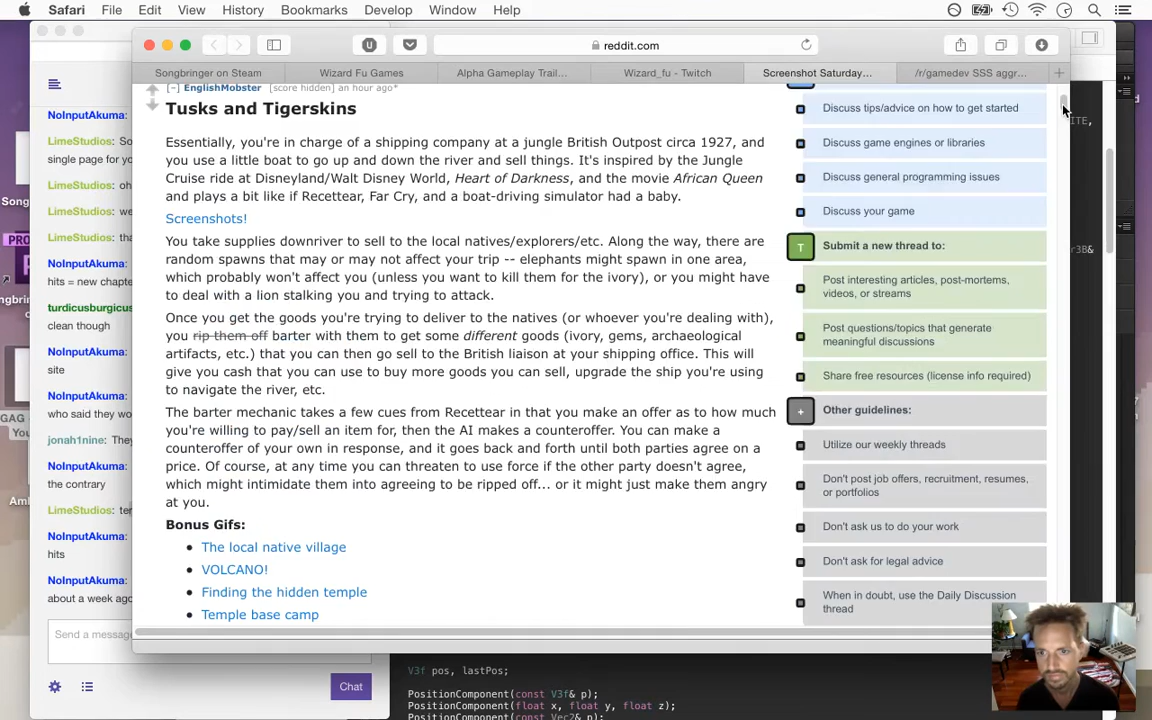 Safari File Edit View History Bookmarks Develop Window Help
reddit.com
Songbringer on Steam Wizard Fu Games Alpha Gameplay Trail... Wizard_fu - Twitch Screenshot Saturday... /r/gamedev SSS aggr...
NoInputAkuma:
LimeStudios: So
single page for yo
LimeStudios: oh
LimeStudios: we
LimeStudios: tha
NoInputAkuma:
hits = new chapte
turdicusburgicus
clean though
NoInputAkuma:
site
NoInputAkuma:
who said they wo
jonah1nine: They
NoInputAkuma:
the contrary
LimeStudios: ter
NoInputAkuma:
hits
NoInputAkuma:
about a week ago
Send a message
Chat
[–] EnglishMobster [score hidden] an hour ago*
Tusks and Tigerskins
Essentially, you're in charge of a shipping company at a jungle British Outpost circa 1927, and
you use a little boat to go up and down the river and sell things. It's inspired by the Jungle
Cruise ride at Disneyland/Walt Disney World, Heart of Darkness, and the movie African Queen
and plays a bit like if Recettear, Far Cry, and a boat-driving simulator had a baby.
Screenshots!
You take supplies downriver to sell to the local natives/explorers/etc. Along the way, there are
random spawns that may or may not affect your trip -- elephants might spawn in one area,
which probably won't affect you (unless you want to kill them for the ivory), or you might have
to deal with a lion stalking you and trying to attack.
Once you get the goods you're trying to deliver to the natives (or whoever you're dealing with),
you rip them off barter with them to get some different goods (ivory, gems, archaeological
artifacts, etc.) that you can then go sell to the British liaison at your shipping office. This will
give you cash that you can use to buy more goods you can sell, upgrade the ship you're using
to navigate the river, etc.
The barter mechanic takes a few cues from Recettear in that you make an offer as to how much
you're willing to pay/sell an item for, then the AI makes a counteroffer. You can make a
counteroffer of your own in response, and it goes back and forth until both parties agree on a
price. Of course, at any time you can threaten to use force if the other party doesn't agree,
which might intimidate them into agreeing to be ripped off... or it might just make them angry
at you.
Bonus Gifs:
The local native village
VOLCANO!
Finding the hidden temple
Temple base camp
Discuss tips/advice on how to get started
Discuss game engines or libraries
Discuss general programming issues
Discuss your game
T Submit a new thread to:
Post interesting articles, post-mortems,
videos, or streams
Post questions/topics that generate
meaningful discussions
Share free resources (license info required)
+ Other guidelines:
Utilize our weekly threads
Don't post job offers, recruitment, resumes,
or portfolios
Don't ask us to do your work
Don't ask for legal advice
When in doubt, use the Daily Discussion
thread
V3f pos, lastPos;
PositionComponent(const V3f& p);
PositionComponent(float x, float y, float z);
PositionComponent(const Vec2& p);